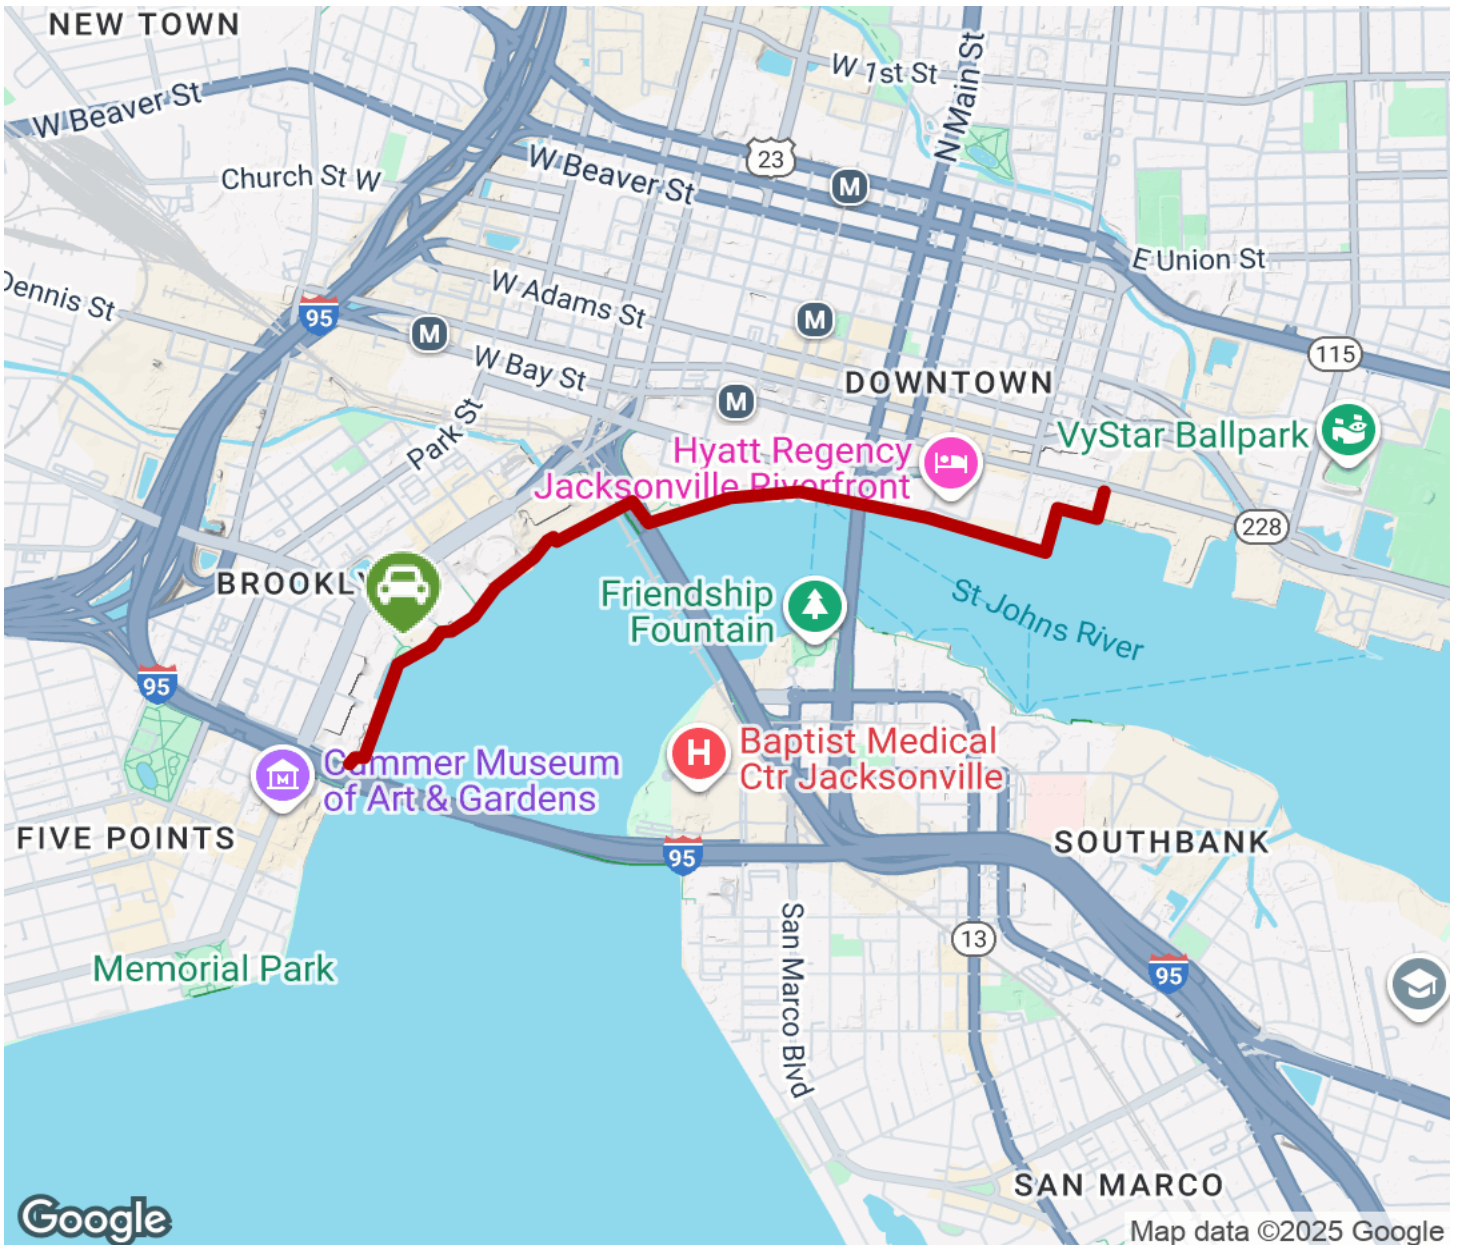 NEW TOWN
W 1st St
N Main St
W Beaver St
23
M
Church St W
W Beaver St
E Union St
Dennis St
W Adams St
95
M
M
115
W Bay St
DOWNTOWN
M
Park St
VyStar Ballpark
Hyatt Regency
Jacksonville Riverfront
228
BROOKLY
Friendship
Fountain
St Johns River
95
Cummer Museum
of Art & Gardens
M
H
Baptist Medical
Ctr Jacksonville
FIVE POINTS
95
SOUTHBANK
San Marco Blvd
13
Memorial Park
95
SAN MARCO
Google
Map data ©2025 Google